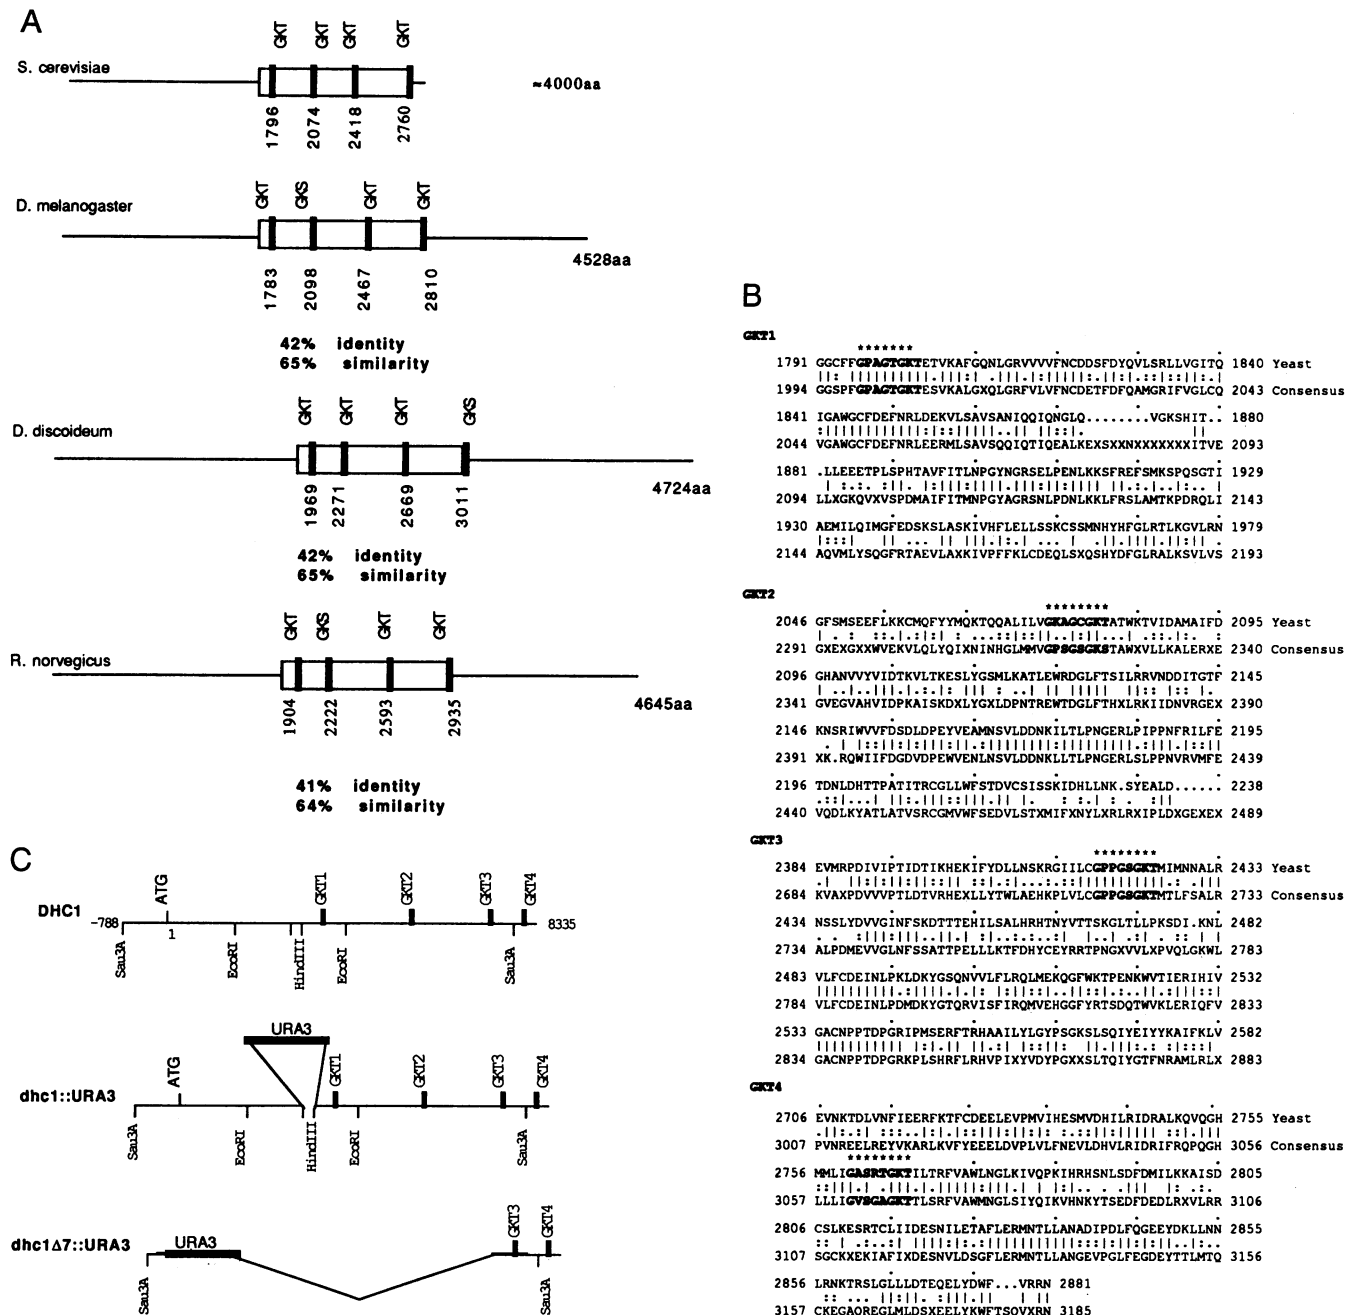 A
GKT GKT GKT GKT
S. cerevisiae
≈4000aa
1796 2074 2418 2760
GKT GKS GKT GKT
D. melanogaster
4528aa
1783 2098 2467 2810
42% identity
65% similarity
GKT GKT GKT GKS
D. discoideum
4724aa
1969 2271 2669 3011
42% identity
65% similarity
GKT GKS GKT GKT
R. norvegicus
4645aa
1904 2222 2593 2935
41% identity
64% similarity
B
GKT1
********
1791 GGCFFGPAGTGKTETVKAFGQNLGRVVVVFNCDDSFDYQVLSRLLVGITQ 1840 Yeast
1994 GGSPFGPAGTGKTESVKALGXQLGRFVLVFNCDETFDFQAMGRIFVGLCQ 2043 Consensus
1841 IGAWGCFDEFNRLDEKVLSAVSANIQQIQNGLQ........VGKSHIT.. 1880
2044 VGAWGCFDEFNRLEERMLSAVSQQIQTIQEALKEXSXXNXXXXXXXITVE 2093
1881 .LLEEETPLSPHTAVFITLNPGYNGRSELPENLKKSFREFSMKSPQSGTI 1929
2094 LLXGKQVXVSPDMAIFITMNPGYAGRSNLPDNLKKLFRSLAMTKPDRQLI 2143
1930 AEMILQIMGFEDSKSLASKIVHFLELLSSKCSSMNHYHFGLRTLKGVLRN 1979
2144 AQVMLYSQGFRTAEVLAXKIVPFFKLCDEQLSXQSHYDFGLRALKSVLVS 2193
GKT2
********
2046 GFSMSEEFLKKCMQFYYMQKTQQALILVGKAGCGKTATWKTVIDAMAIFD 2095 Yeast
2291 GXEXGXXWVEKVLQLYQIXNINHGLMMVGPSGSGKSTAWXVLLKALERXE 2340 Consensus
2096 GHANVVYVIDTKVLTKESLYGSMLKATLEWRDGLFTSILRRVNDDITGTF 2145
2341 GVEGVAHVIDPKAISKDXLYGXLDPNTREWTDGLFTHXLRKIIDNVRGEX 2390
2146 KNSRIWVVFDSDLDPEYVEAMNSVLDDNKILTLPNGERLPIPPNFRILFE 2195
2391 XK.RQWIIFDGDVDPEWVENLNSVLDDNKLLTLPNGERLSLPPNVRVMFE 2439
2196 TDNLDHTTPATITRCGLLWFSTDVCSISSKIDHLLNK.SYEALD...... 2238
2440 VQDLKYATLATVSRCGMVWFSEDVLSTXMIFXNYLXRLRXIPLDXGEXEX 2489
GKT3
********
2384 EVMRPDIVIPTIDTIKHEKIFYDLLNSKRGIILCGPPGSGKTMIMNNALR 2433 Yeast
2684 KVAXPDVVVPTLDTVRHEXLLYTWLAEHKPLVLCGPPGSGKTMTLFSALR 2733 Consensus
2434 NSSLYDVVGINFSKDTTTEHILSALHRHTNYVTTSKGLTLLPKSDI.KNL 2482
2734 ALPDMEVVGLNFSSATTPELLLKTFDHYCEYRRTPNGXVVLXPVQLGKWL 2783
2483 VLFCDEINLPKLDKYGSQNVVLFLRQLMEKQGFWKTPENKWVTIERIHIV 2532
2784 VLFCDEINLPDMDKYGTQRVISFIRQMVEHGGFYRTSDQTWVKLERIQFV 2833
2533 GACNPPTDPGRIPMSERFTRHAAILYLGYPSGKSLSQIYEIYYKAIFKLV 2582
2834 GACNPPTDPGRKPLSHRFLRHVPIXYVDYPGXXSLTQIYGTFNRAMLRLX 2883
GKT4
2706 EVNKTDLVNFIEERFKTFCDEELEVPMVIHESMVDHILRIDRALKQVQGH 2755 Yeast
3007 PVNREELREYVKARLKVFYEEELDVPLVLFNEVLDHVLRIDRIFRQPQGH 3056 Consensus
********
2756 MMLIGASRTGKTILTRFVAWLNGLKIVQPKIHRHSNLSDFDMILKKAISD 2805
3057 LLLIGVSGAGKTTLSRFVAWMNGLSIYQIKVHNKYTSEDFDEDLRXVLRR 3106
2806 CSLKESRTCLIIDESNILETAFLERMNTLLANADIPDLFQGEEYDKLLNN 2855
3107 SGCKXEKIAFIXDESNVLDSGFLERMNTLLANGEVPGLFEGDEYTTLMTQ 3156
2856 LRNKTRSLGLLLDTEQELYDWF...VRRN 2881
3157 CKEGAQREGLMLDSXEELYKWFTSQVXRN 3185
C
DHC1
-788 ATG GKT1 GKT2 GKT3 GKT4 8335
1
Sau3A EcoRI HindIII EcoRI Sau3A
URA3
dhc1::URA3
ATG GKT1 GKT2 GKT3 GKT4
Sau3A EcoRI HindIII EcoRI Sau3A
dhc1Δ7::URA3
URA3 GKT3 GKT4
Sau3A Sau3A